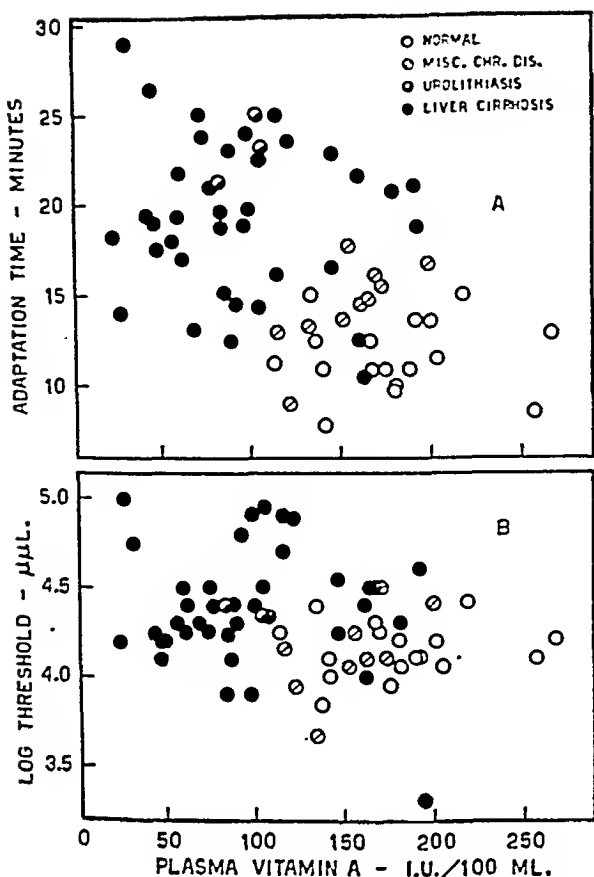 30
25
20
15
10
ADAPTATION TIME - MINUTES
NORMAL
MISC. CHR. DIS.
UROLITHIASIS
LIVER CIRPHOSIS
A
5.0
4.5
4.0
3.5
LOG THRESHOLD - µµL.
B
0 50 100 150 200 250
PLASMA VITAMIN A - I.U./100 ML.